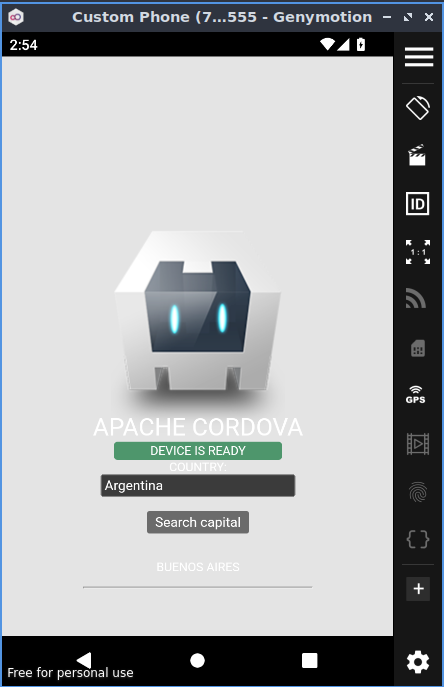 Custom Phone (7...555 - Genymotion
2:54
ID
1:1
GPS
APACHE CORDOVA
DEVICE IS READY
COUNTRY:
Argentina
Search capital
BUENOS AIRES
Free for personal use